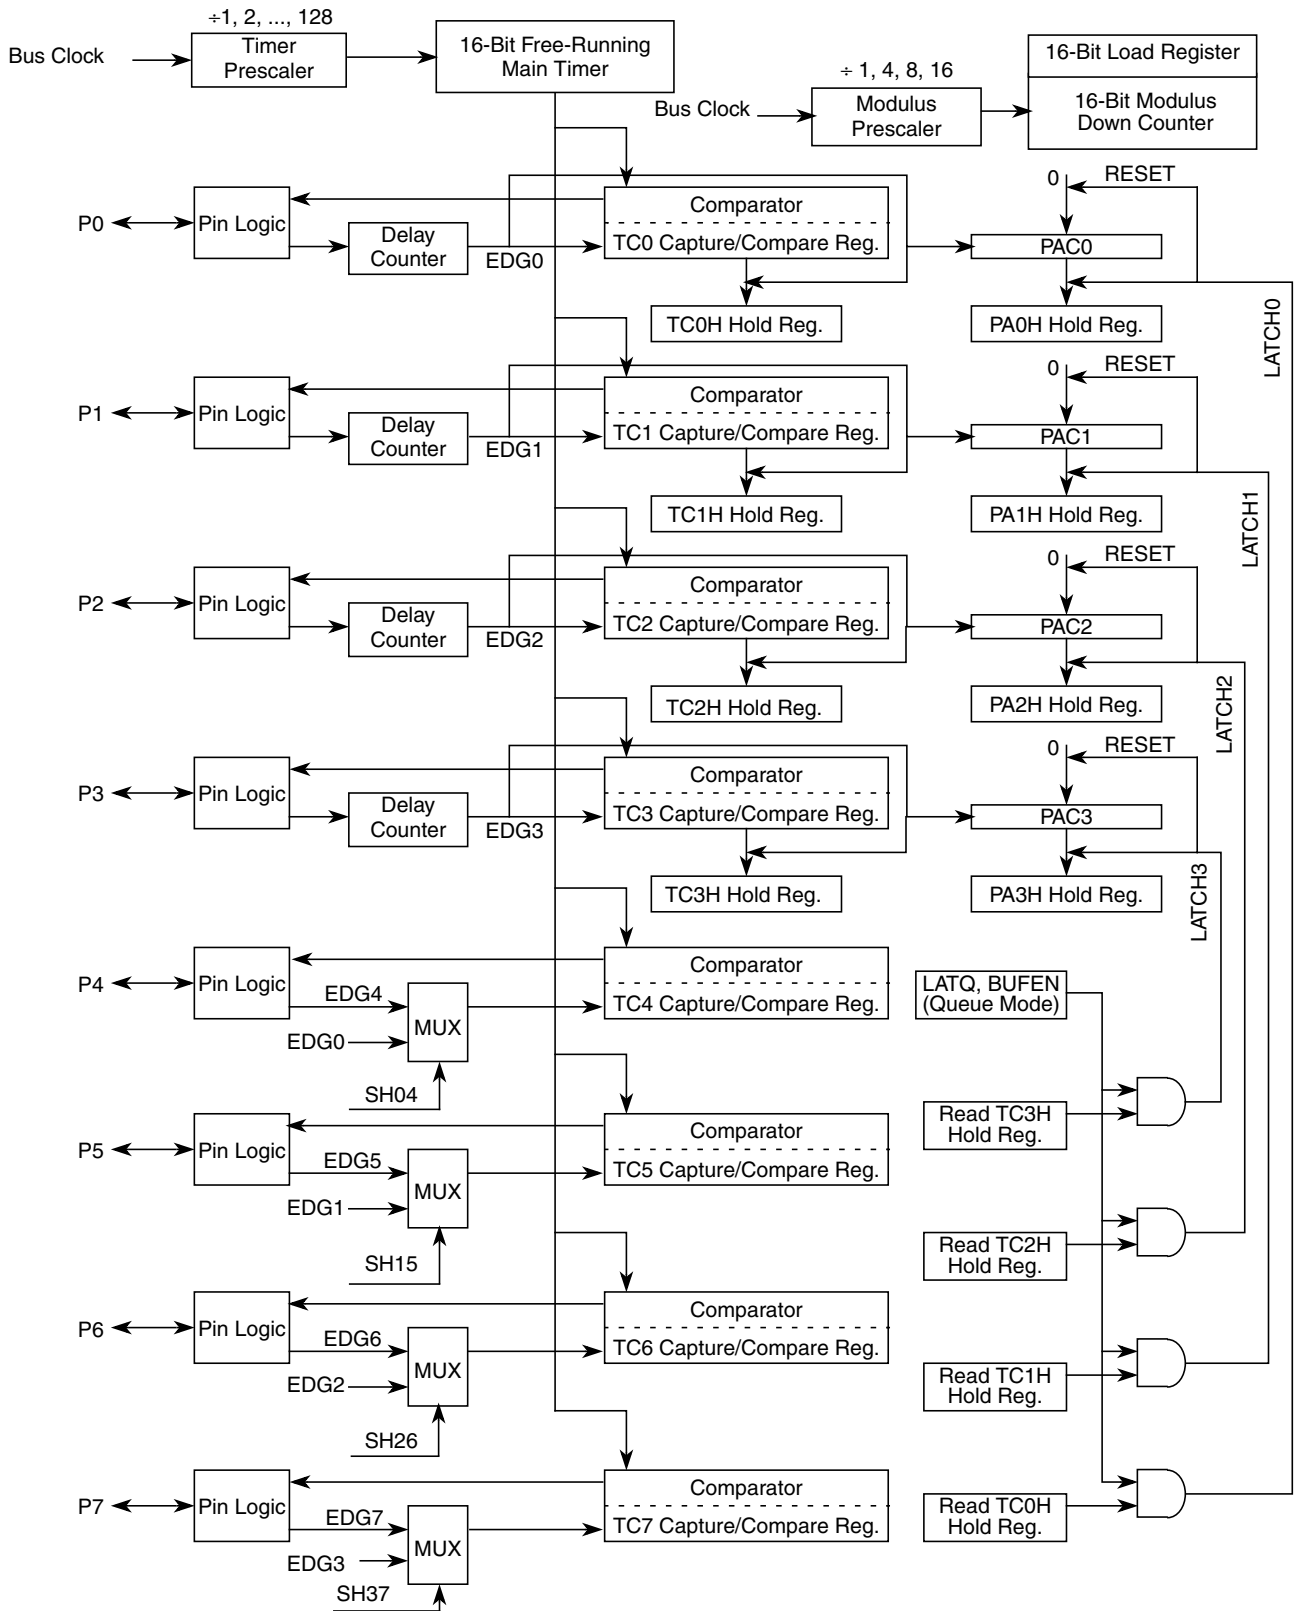 ÷1, 2, ..., 128
Bus Clock
Timer
Prescaler
16-Bit Free-Running
Main Timer
÷ 1, 4, 8, 16
Bus Clock
Modulus
Prescaler
16-Bit Load Register
16-Bit Modulus
Down Counter
P0
Pin Logic
Delay
Counter
EDG0
Comparator
TC0 Capture/Compare Reg.
TC0H Hold Reg.
0
RESET
PAC0
PA0H Hold Reg.
LATCH0
P1
Pin Logic
Delay
Counter
EDG1
Comparator
TC1 Capture/Compare Reg.
TC1H Hold Reg.
0
RESET
PAC1
PA1H Hold Reg.
LATCH1
P2
Pin Logic
Delay
Counter
EDG2
Comparator
TC2 Capture/Compare Reg.
TC2H Hold Reg.
0
RESET
PAC2
PA2H Hold Reg.
LATCH2
P3
Pin Logic
Delay
Counter
EDG3
Comparator
TC3 Capture/Compare Reg.
TC3H Hold Reg.
0
RESET
PAC3
PA3H Hold Reg.
LATCH3
P4
Pin Logic
EDG4
EDG0
MUX
SH04
Comparator
TC4 Capture/Compare Reg.
LATQ, BUFEN
(Queue Mode)
Read TC3H
Hold Reg.
P5
Pin Logic
EDG5
EDG1
MUX
SH15
Comparator
TC5 Capture/Compare Reg.
Read TC2H
Hold Reg.
P6
Pin Logic
EDG6
EDG2
MUX
SH26
Comparator
TC6 Capture/Compare Reg.
Read TC1H
Hold Reg.
P7
Pin Logic
EDG7
EDG3
MUX
SH37
Comparator
TC7 Capture/Compare Reg.
Read TC0H
Hold Reg.